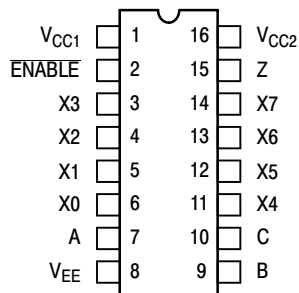 VCC1 1 16 VCC2
ENABLE 2 15 Z
X3 3 14 X7
X2 4 13 X6
X1 5 12 X5
X0 6 11 X4
A 7 10 C
VEE 8 9 B